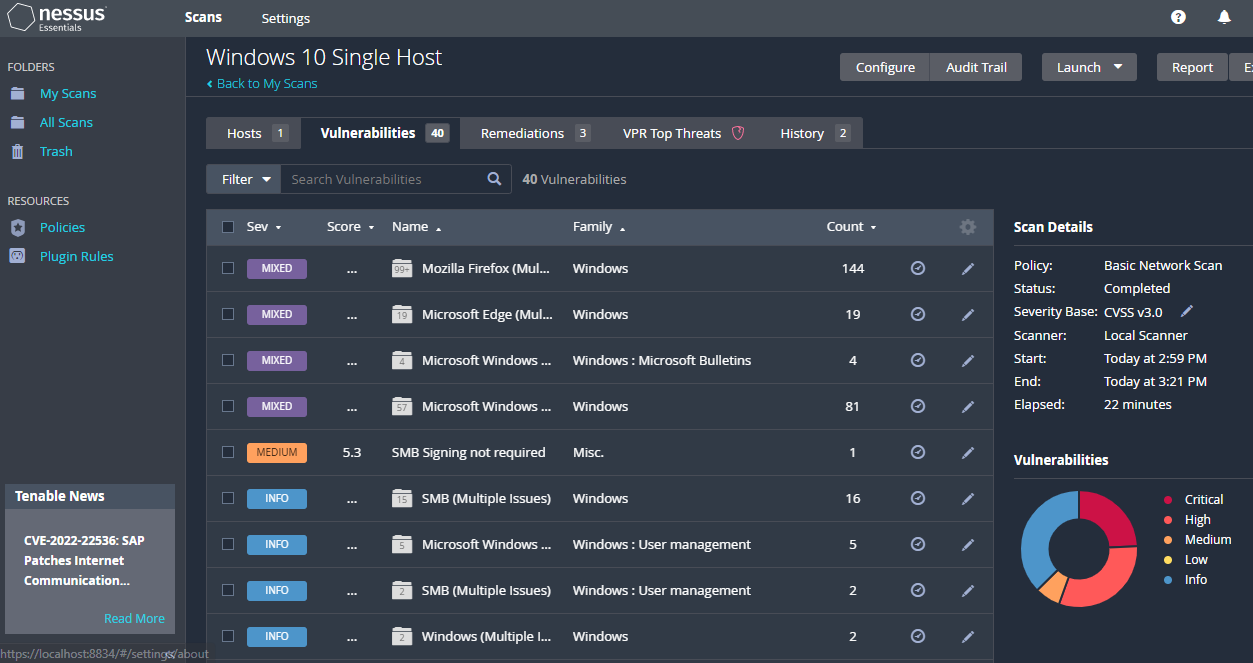 nessus
Essentials
Scans
Settings
FOLDERS
My Scans
All Scans
Trash
RESOURCES
Policies
Plugin Rules
Tenable News
CVE-2022-22536: SAP
Patches Internet
Communication...
Read More
https://localhost:8834/#/settings/about
Windows 10 Single Host
Back to My Scans
Configure
Audit Trail
Launch
Report
Hosts 1
Vulnerabilities 40
Remediations 3
VPR Top Threats
History 2
Filter
Search Vulnerabilities
40 Vulnerabilities
Sev Score Name Family Count
MIXED ... 99+ Mozilla Firefox (Mul... Windows 144
MIXED ... 19 Microsoft Edge (Mul... Windows 19
MIXED ... 4 Microsoft Windows ... Windows : Microsoft Bulletins 4
MIXED ... 57 Microsoft Windows ... Windows 81
MEDIUM 5.3 SMB Signing not required Misc. 1
INFO ... 15 SMB (Multiple Issues) Windows 16
INFO ... 5 Microsoft Windows ... Windows : User management 5
INFO ... 2 SMB (Multiple Issues) Windows : User management 2
INFO ... 2 Windows (Multiple I... Windows 2
Scan Details
Policy: Basic Network Scan
Status: Completed
Severity Base: CVSS v3.0
Scanner: Local Scanner
Start: Today at 2:59 PM
End: Today at 3:21 PM
Elapsed: 22 minutes
Vulnerabilities
Critical
High
Medium
Low
Info